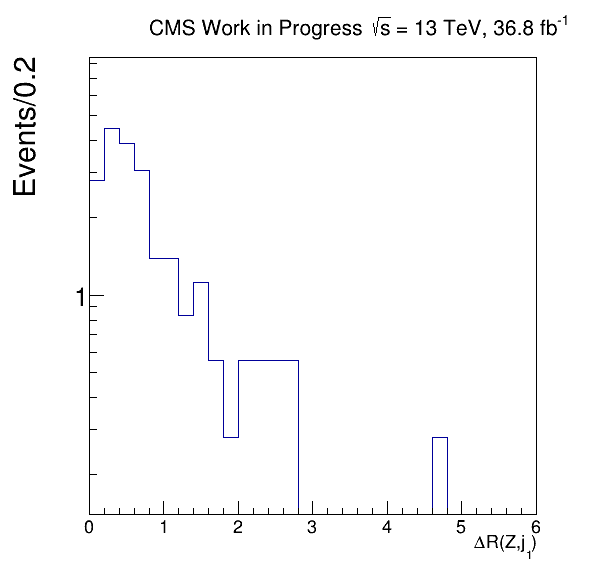 CMS Work in Progress √s = 13 TeV, 36.8 fb⁻¹
Events/0.2
1
0 1 2 3 4 5 6
ΔR(Z,j₁)